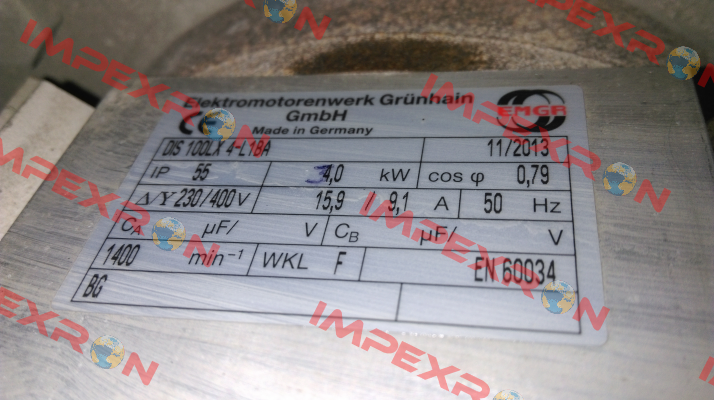 IMPEXRON
IMPEXRON
IMPEXRON
Elektromotorenwerk Grünhain
GmbH
EMGR
CE
Made in Germany
DIS 100LX 4-L18A 11/2013
IP 55 4,0 kW cos φ 0,79
Δ/Y 230/400 V 15,9 / 9,1 A 50 Hz
CA µF/ V CB µF/ V
1400 min⁻¹ WKL F EN 60034
BG
IMPEXRON
IMPEXRON
IMPEXRON